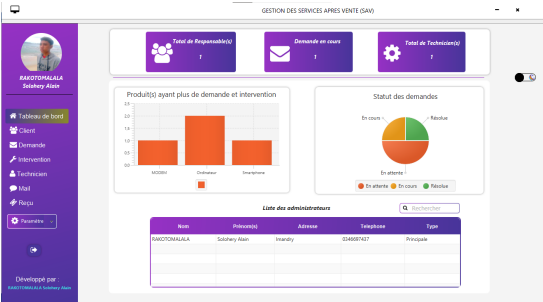 GESTION DES SERVICES APRES VENTE (SAV)
RAKOTOMALALA
Solohery Alain
Tableau de bord
Client
Demande
Intervention
Technicien
Mail
Reçu
Paramètre
Développé par :
RAKOTOMALALA Solohery Alain
Total de Responsable(s)
1
Demande en cours
1
Total de Technicien(s)
1
Produit(s) ayant plus de demande et intervention
2.5
2.0
1.5
1.0
0.5
0.0
MODEM
Ordinateur
Smartphone
Statut des demandes
En cours
Résolue
En attente
En attente
En cours
Résolue
Liste des administrateurs
Rechercher
Nom Prénom(s) Adresse Telephone Type
RAKOTOMALALA Solohery Alain Imandry 0346697437 Principale